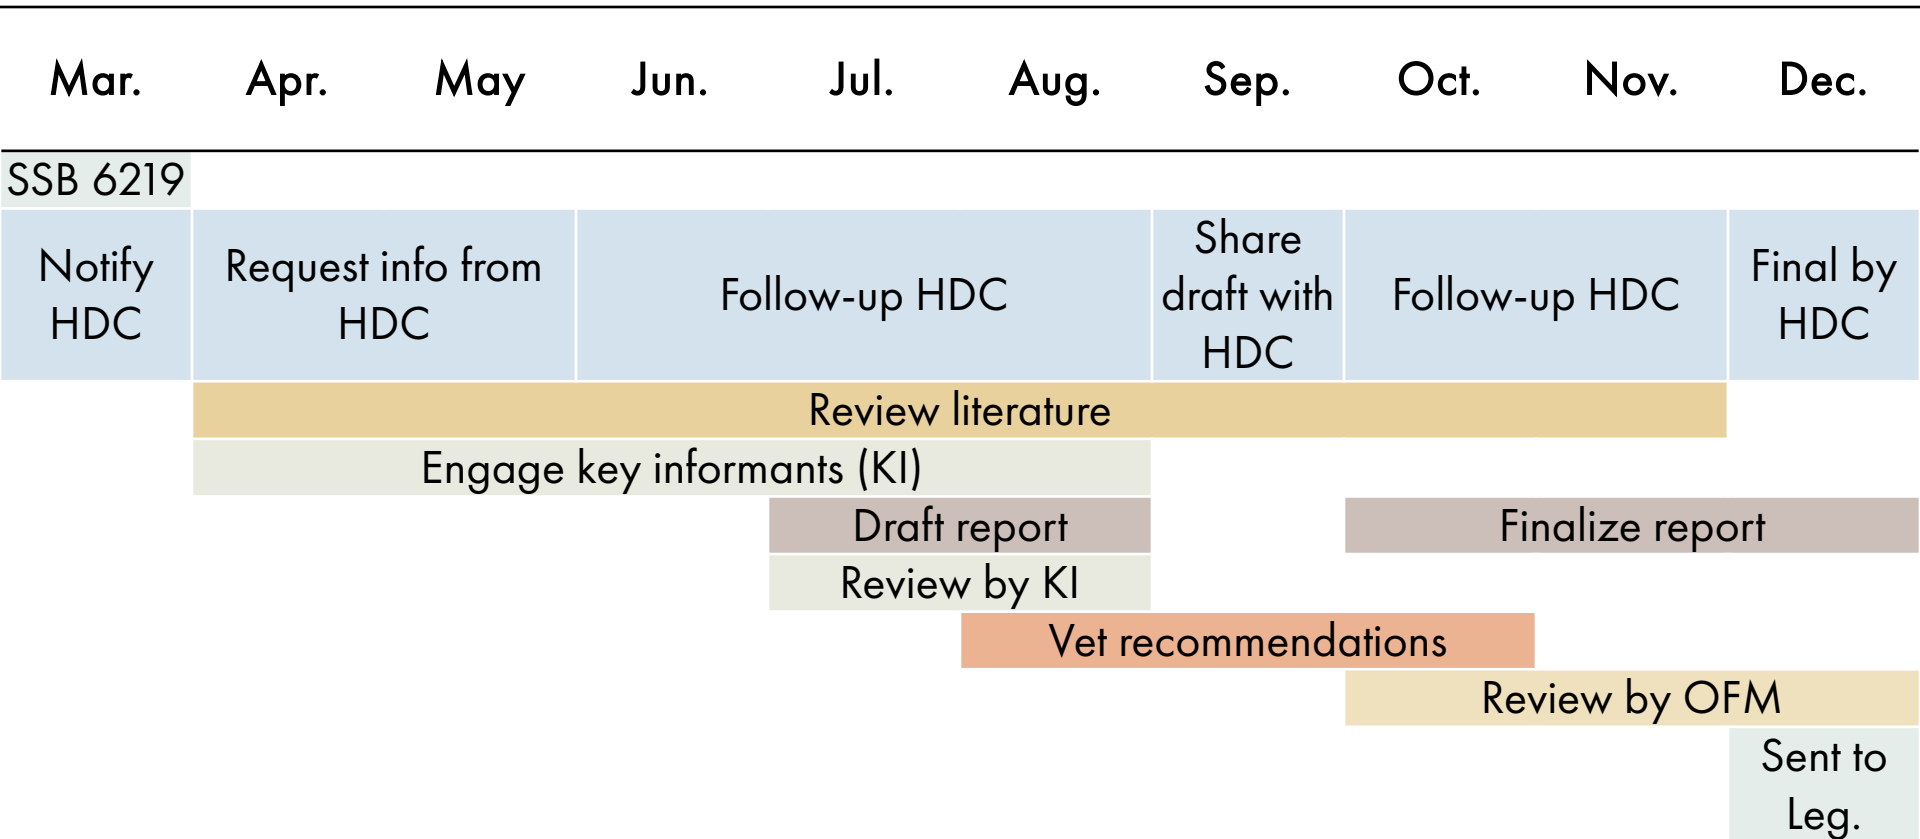 Mar. Apr. May Jun. Jul. Aug. Sep. Oct. Nov. Dec.
SSB 6219
Notify
HDC
Request info from
HDC
Follow-up HDC
Share
draft with
HDC
Follow-up HDC
Final by
HDC
Review literature
Engage key informants (KI)
Draft report
Finalize report
Review by KI
Vet recommendations
Review by OFM
Sent to
Leg.